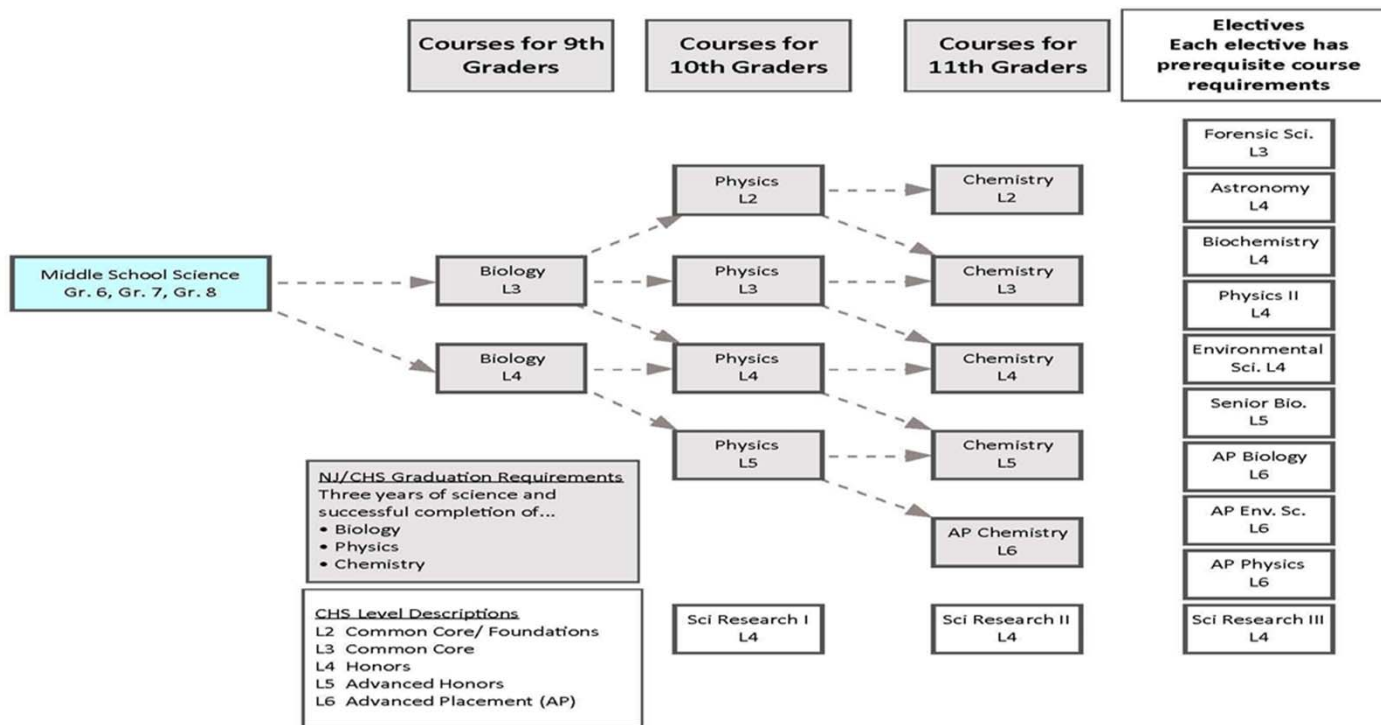 Courses for 9th
Graders
Courses for
10th Graders
Courses for
11th Graders
Electives
Each elective has
prerequisite course
requirements
Middle School Science
Gr. 6, Gr. 7, Gr. 8
Biology
L3
Biology
L4
Physics
L2
Physics
L3
Physics
L4
Physics
L5
Sci Research I
L4
Chemistry
L2
Chemistry
L3
Chemistry
L4
Chemistry
L5
AP Chemistry
L6
Sci Research II
L4
Forensic Sci.
L3
Astronomy
L4
Biochemistry
L4
Physics II
L4
Environmental
Sci. L4
Senior Bio.
L5
AP Biology
L6
AP Env. Sc.
L6
AP Physics
L6
Sci Research III
L4
NJ/CHS Graduation Requirements
Three years of science and
successful completion of...
• Biology
• Physics
• Chemistry
CHS Level Descriptions
L2 Common Core/ Foundations
L3 Common Core
L4 Honors
L5 Advanced Honors
L6 Advanced Placement (AP)